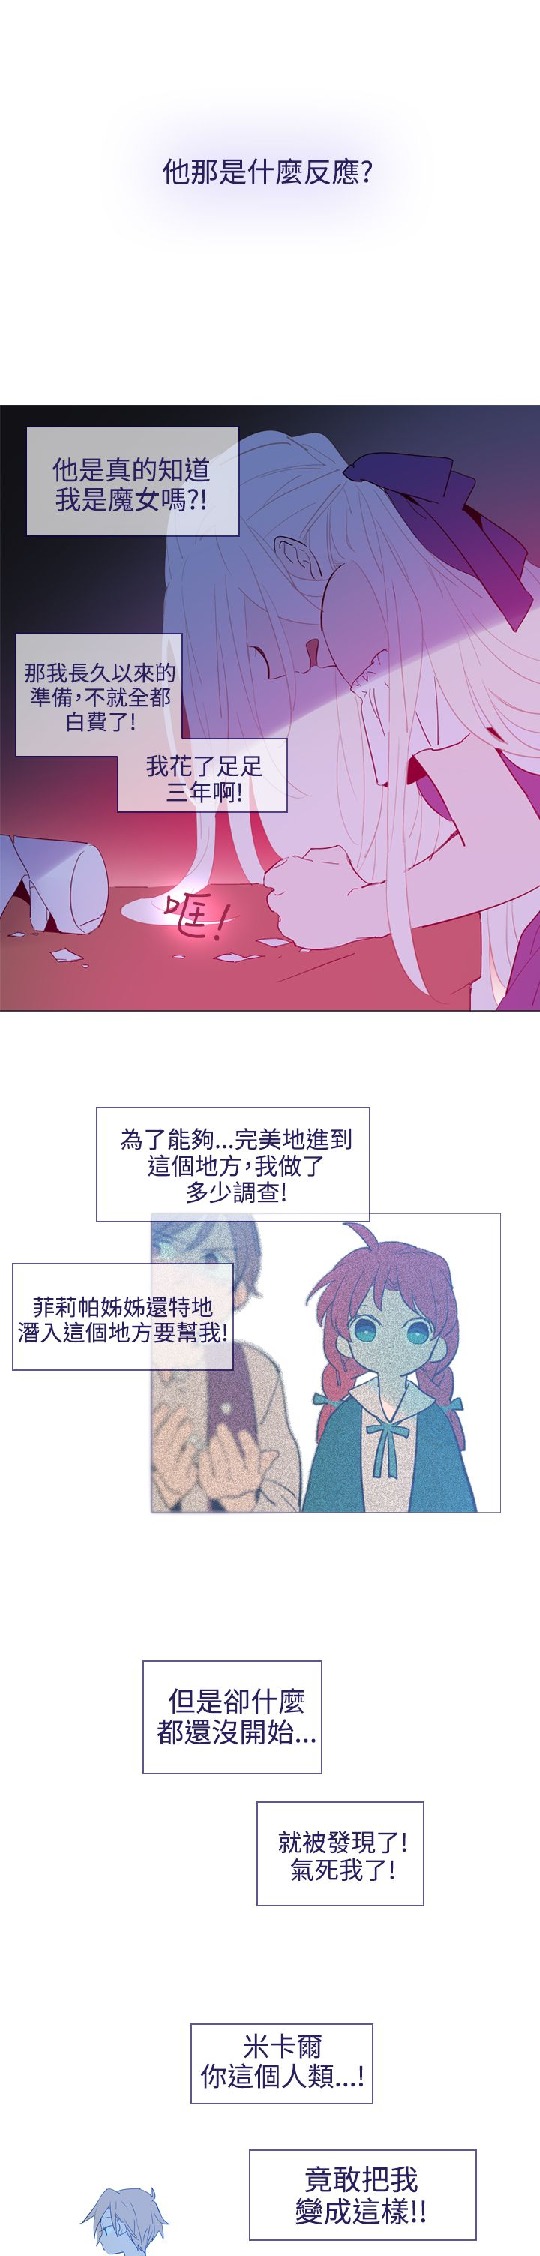 他那是什麼反應?
他是真的知道
我是魔女嗎?!
那我長久以來的
準備,不就全都
白費了!
我花了足足
三年啊!
哐!
為了能夠...完美地進到
這個地方,我做了
多少調查!
菲莉帕姊姊還特地
潛入這個地方要幫我!
但是卻什麼
都還沒開始...
就被發現了!
氣死我了!
米卡爾
你這個人類...!
竟敢把我
變成這樣!!